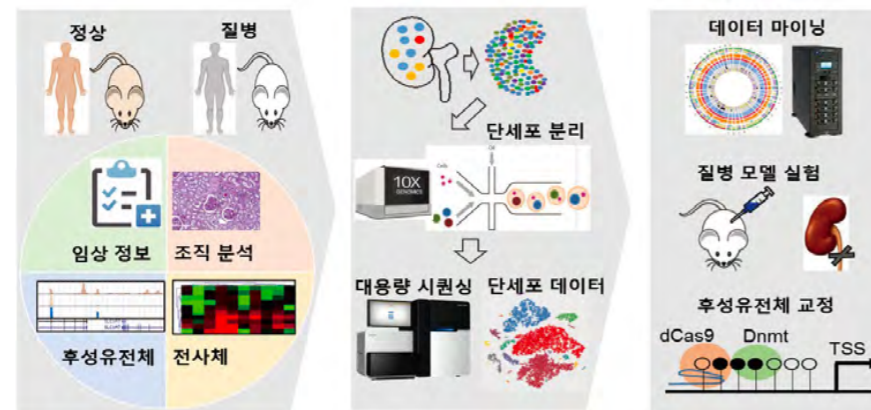 정상
질병
임상 정보
조직 분석
후성유전체
전사체
단세포 분리
10X
GENOMICS
Cells
Oil
대용량 시퀀싱
단세포 데이터
데이터 마이닝
질병 모델 실험
후성유전체 교정
dCas9
Dnmt
TSS